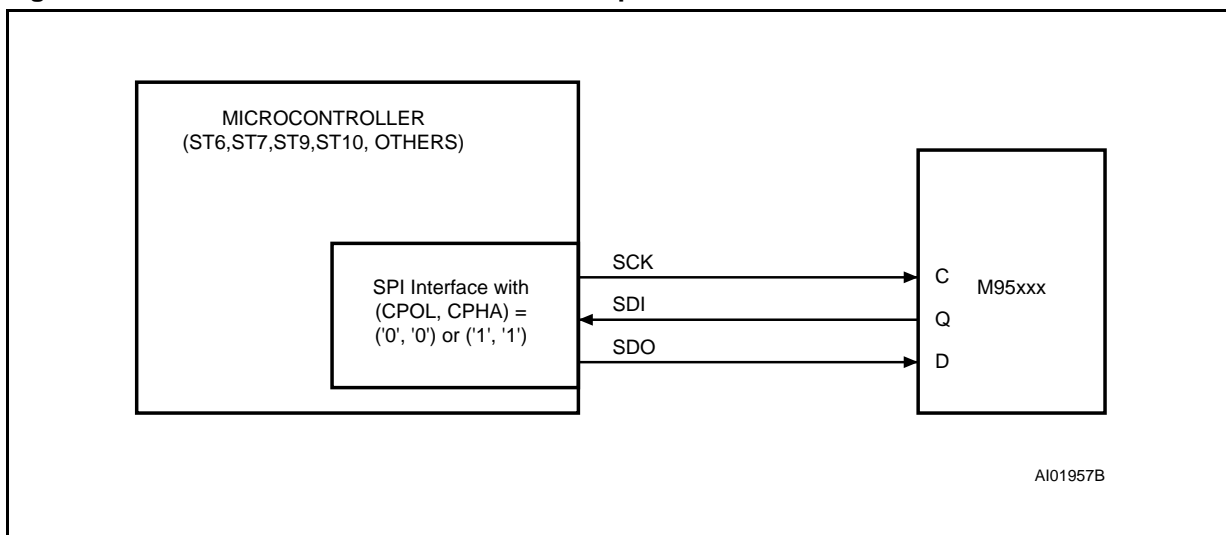 MICROCONTROLLER
(ST6,ST7,ST9,ST10, OTHERS)
SPI Interface with
(CPOL, CPHA) =
('0', '0') or ('1', '1')
SCK
SDI
SDO
C
Q
D
M95xxx
AI01957B